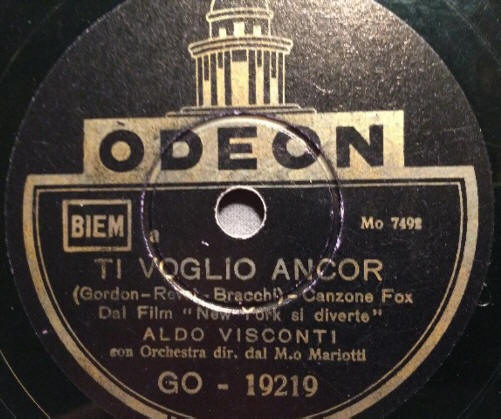 ODEON
BIEM
Mo 7492
TI VOGLIO ANCOR
(Gordon-Revel-Bracchi)- Canzone Fox
Dal Film "New York si diverte"
ALDO VISCONTI
con Orchestra dir. dal M.o Mariotti
GO - 19219